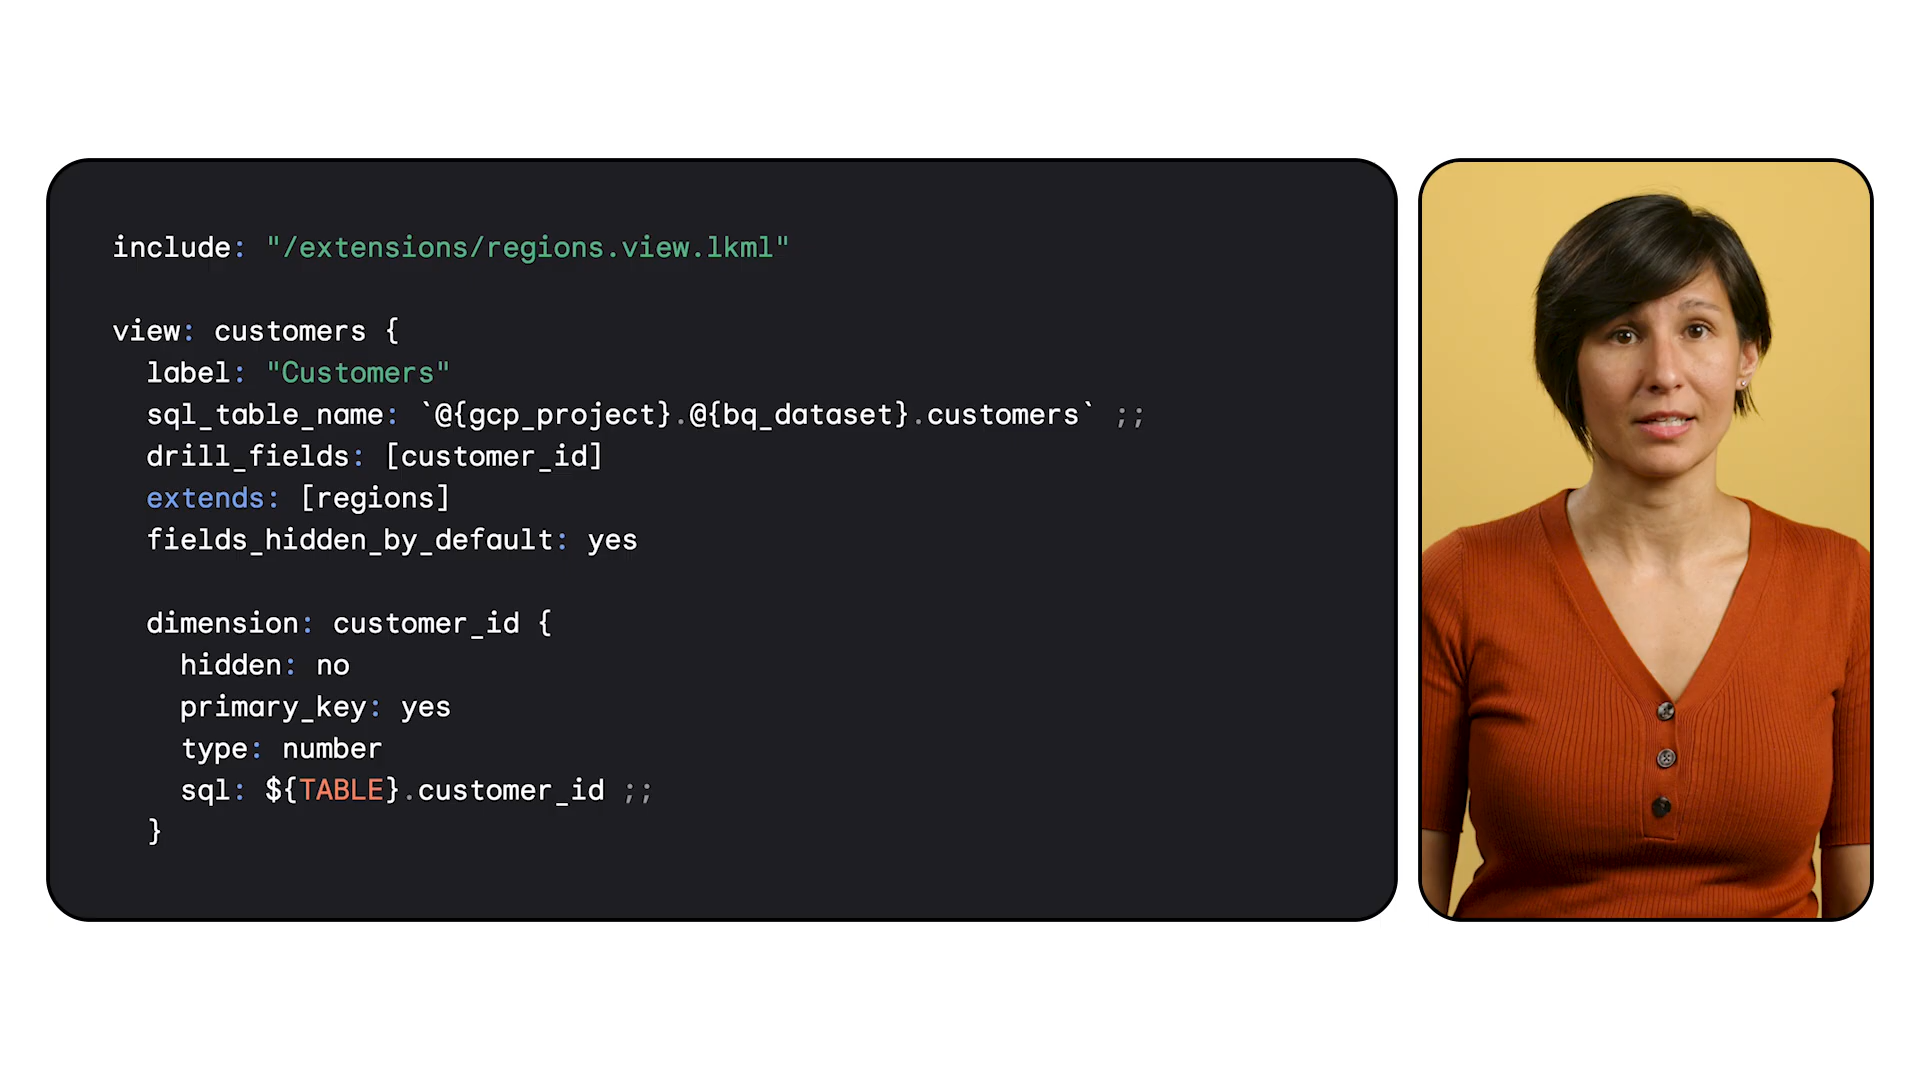 include: "/extensions/regions.view.lkml"
view: customers {
label: "Customers"
sql_table_name: `@{gcp_project}.@{bq_dataset}.customers` ;;
drill_fields: [customer_id]
extends: [regions]
fields_hidden_by_default: yes
dimension: customer_id {
hidden: no
primary_key: yes
type: number
sql: ${TABLE}.customer_id ;;
}